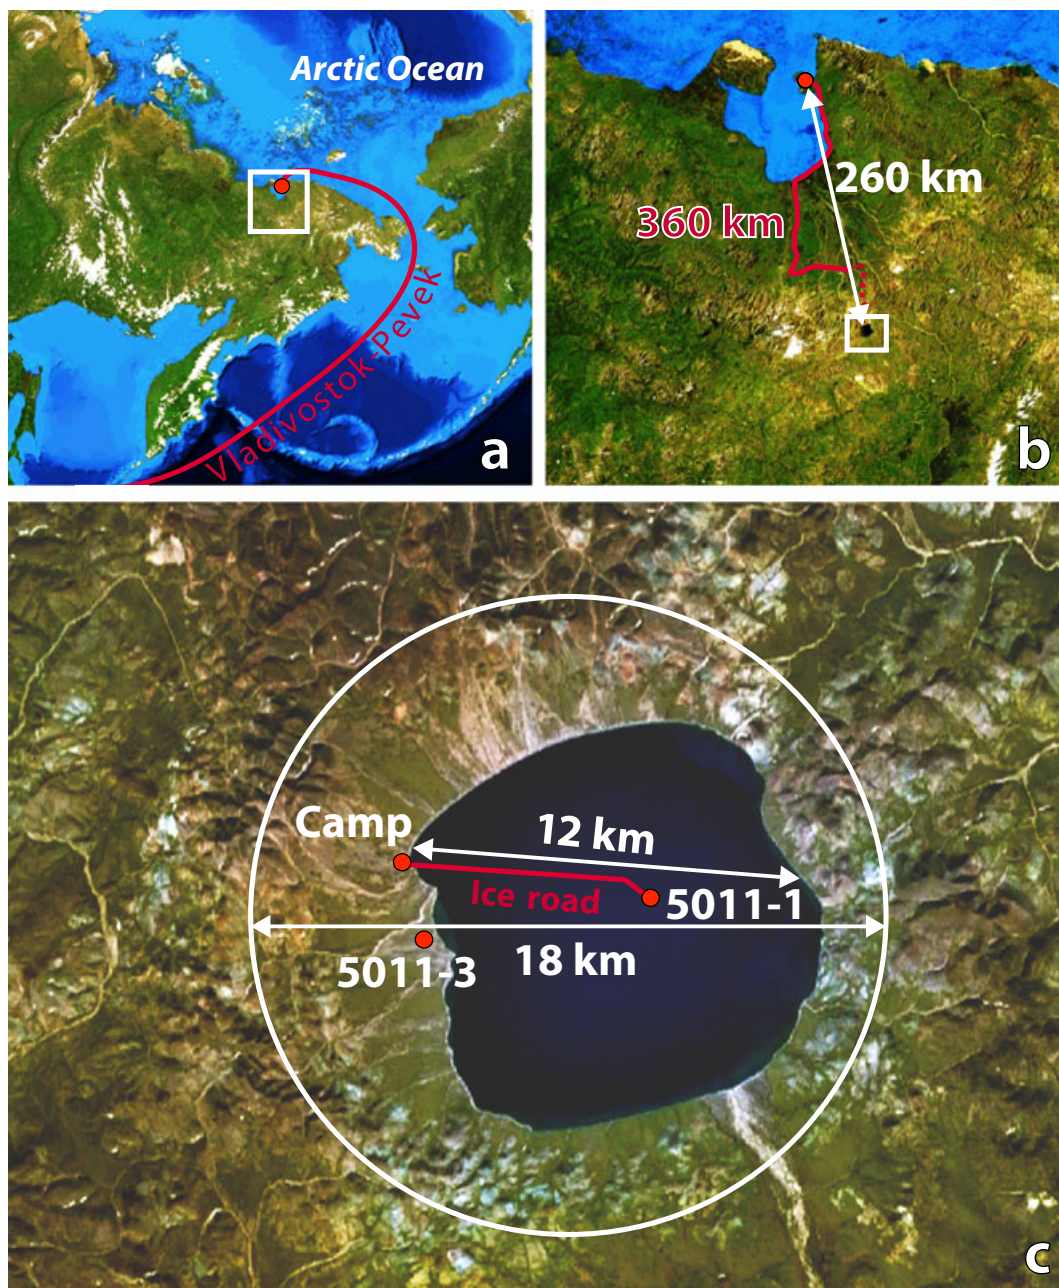 Arctic Ocean
Vladivostok-Pevek
a
260 km
360 km
b
Camp
12 km
Ice road
5011-1
18 km
5011-3
c